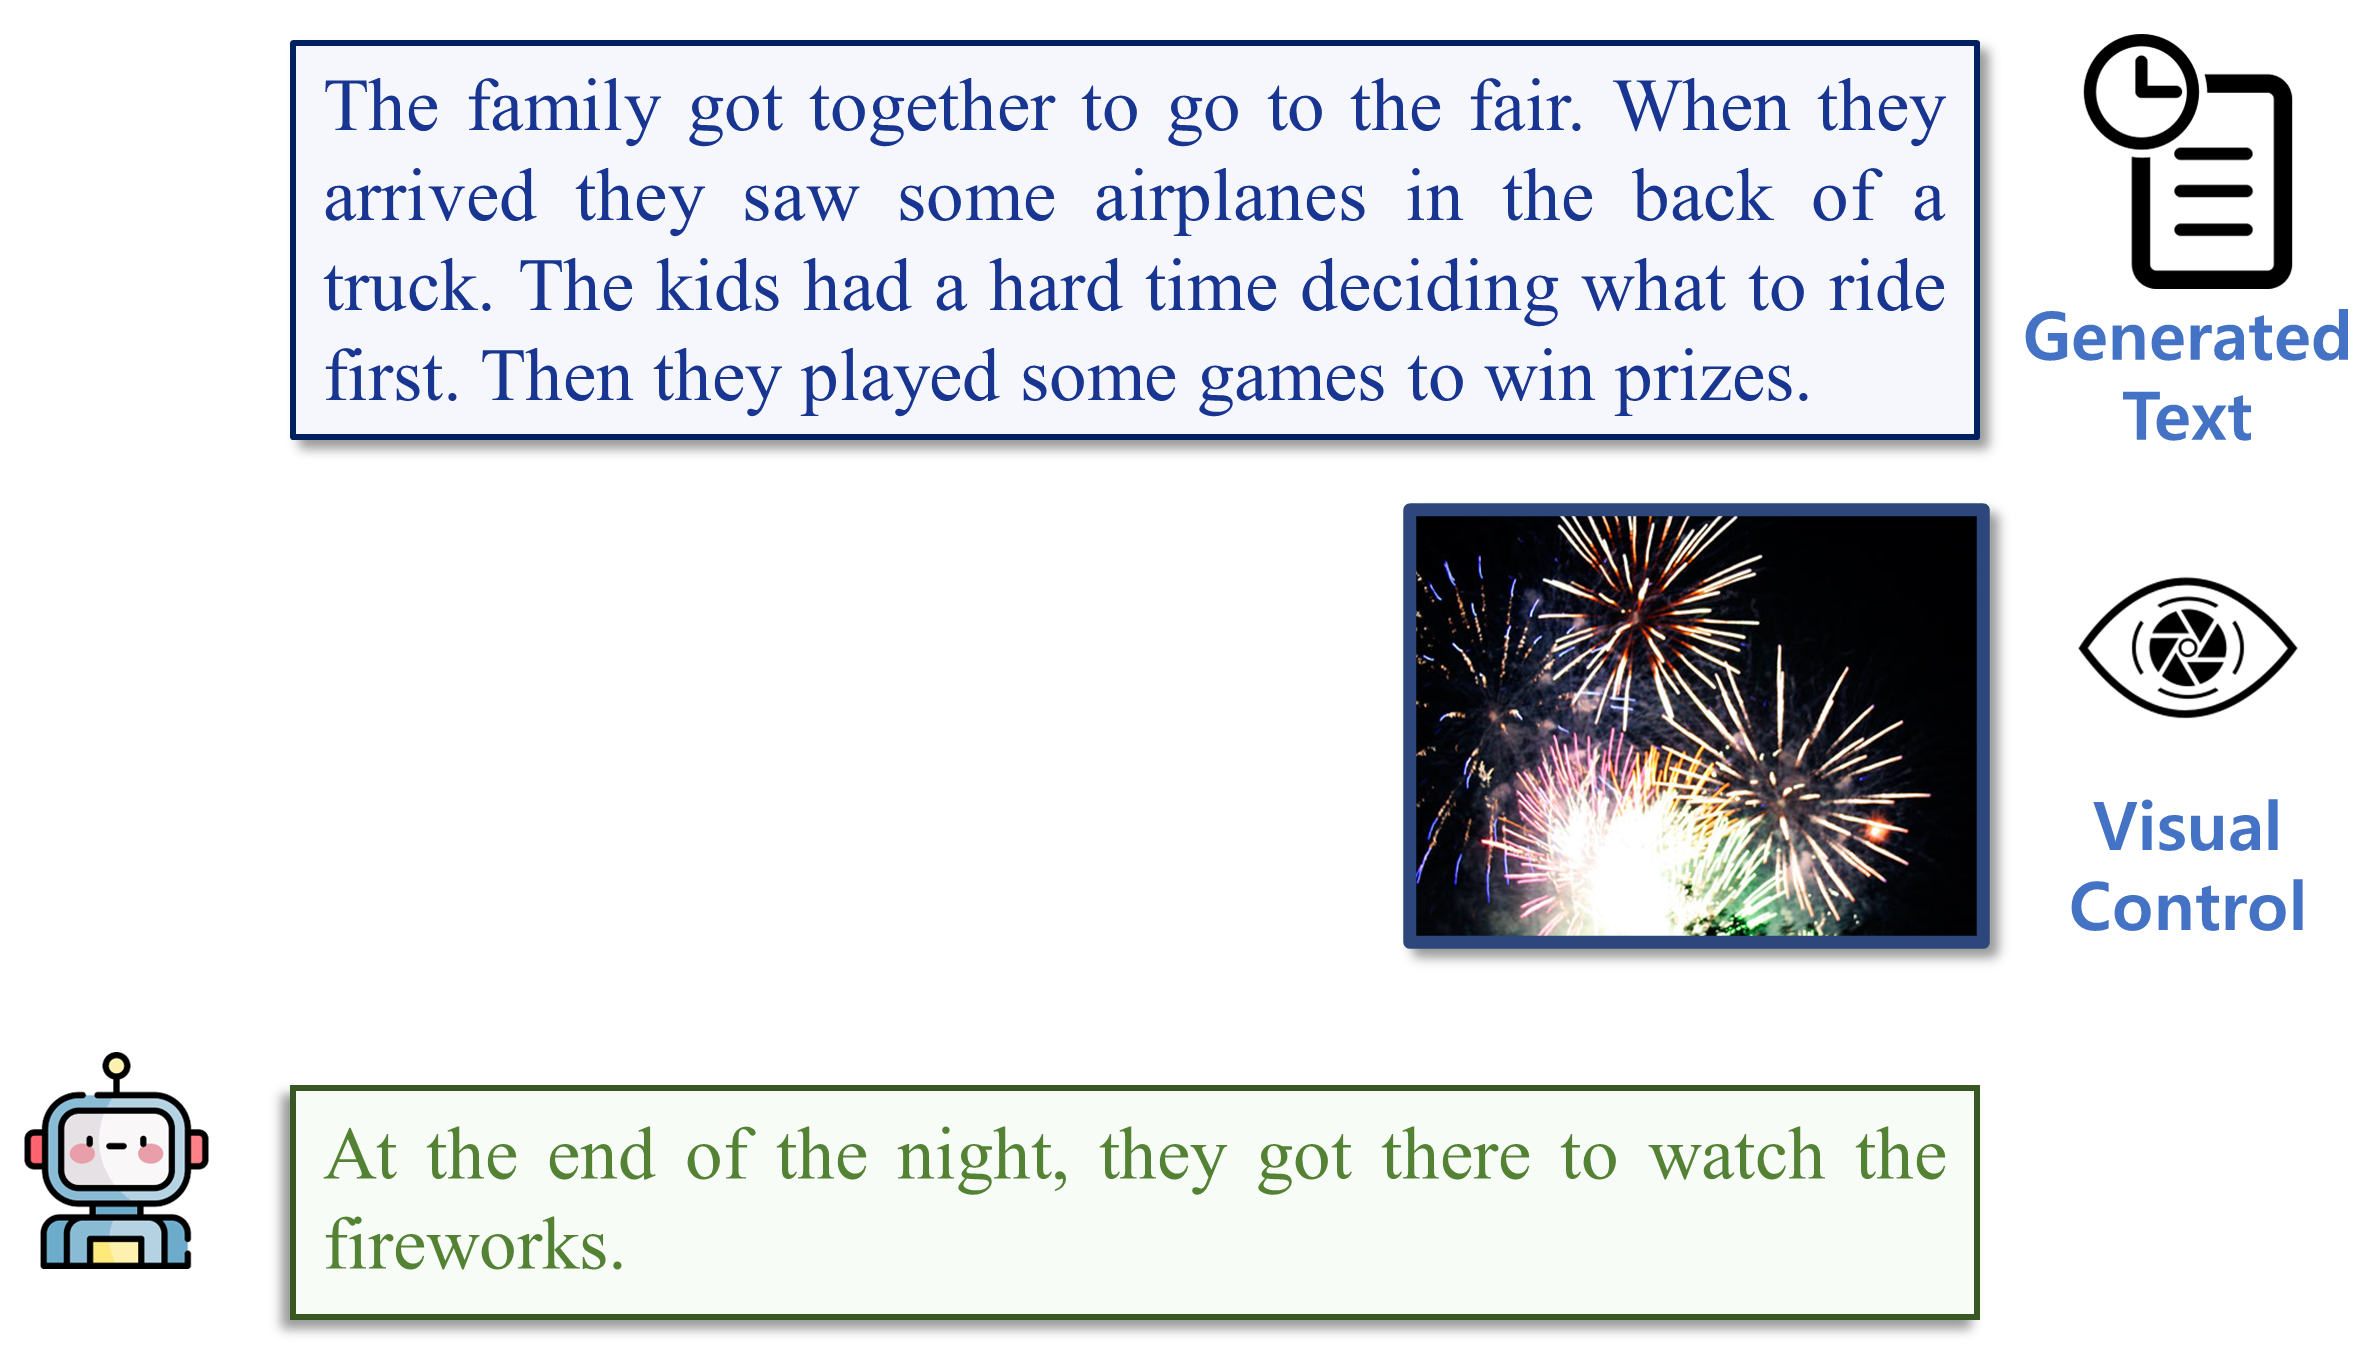 The family got together to go to the fair. When they
arrived they saw some airplanes in the back of a
truck. The kids had a hard time deciding what to ride
first. Then they played some games to win prizes.
Generated
Text
Visual
Control
At the end of the night, they got there to watch the
fireworks.